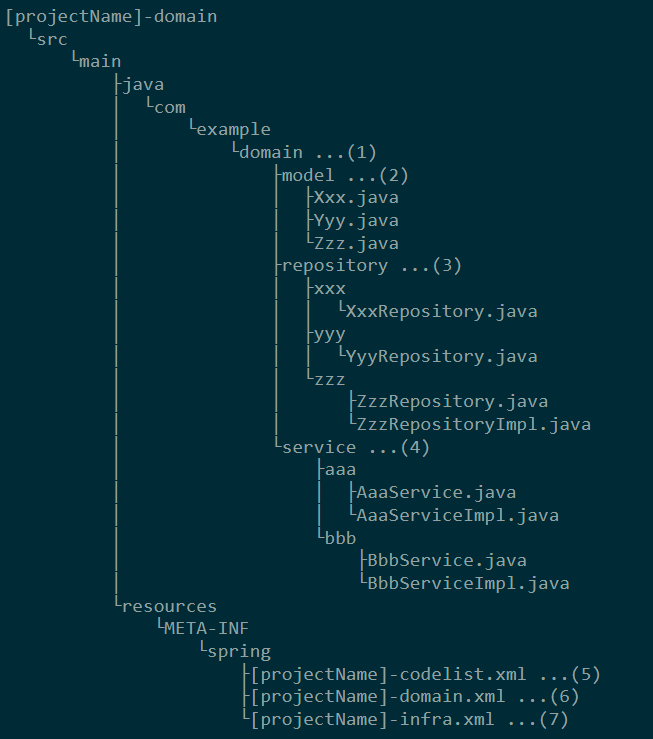 [projectName]-domain
└src
└main
├java
│ └com
│ └example
│ └domain ...(1)
│ ├model ...(2)
│ │ ├Xxx.java
│ │ ├Yyy.java
│ │ └Zzz.java
│ ├repository ...(3)
│ │ ├xxx
│ │ │ └XxxRepository.java
│ │ ├yyy
│ │ │ └YyyRepository.java
│ │ └zzz
│ │ ├ZzzRepository.java
│ │ └ZzzRepositoryImpl.java
│ └service ...(4)
│ ├aaa
│ │ ├AaaService.java
│ │ └AaaServiceImpl.java
│ └bbb
│ ├BbbService.java
│ └BbbServiceImpl.java
└resources
└META-INF
└spring
├[projectName]-codelist.xml ...(5)
├[projectName]-domain.xml ...(6)
└[projectName]-infra.xml ...(7)